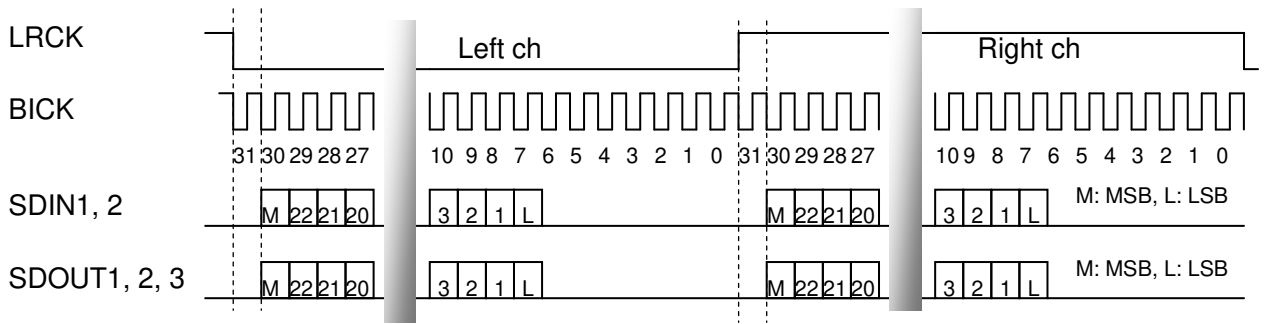 LRCK Left ch Right ch
BICK
31 30 29 28 27 10 9 8 7 6 5 4 3 2 1 0 31 30 29 28 27 10 9 8 7 6 5 4 3 2 1 0
SDIN1, 2 M 22 21 20 3 2 1 L M 22 21 20 3 2 1 L M: MSB, L: LSB
SDOUT1, 2, 3 M 22 21 20 3 2 1 L M 22 21 20 3 2 1 L M: MSB, L: LSB